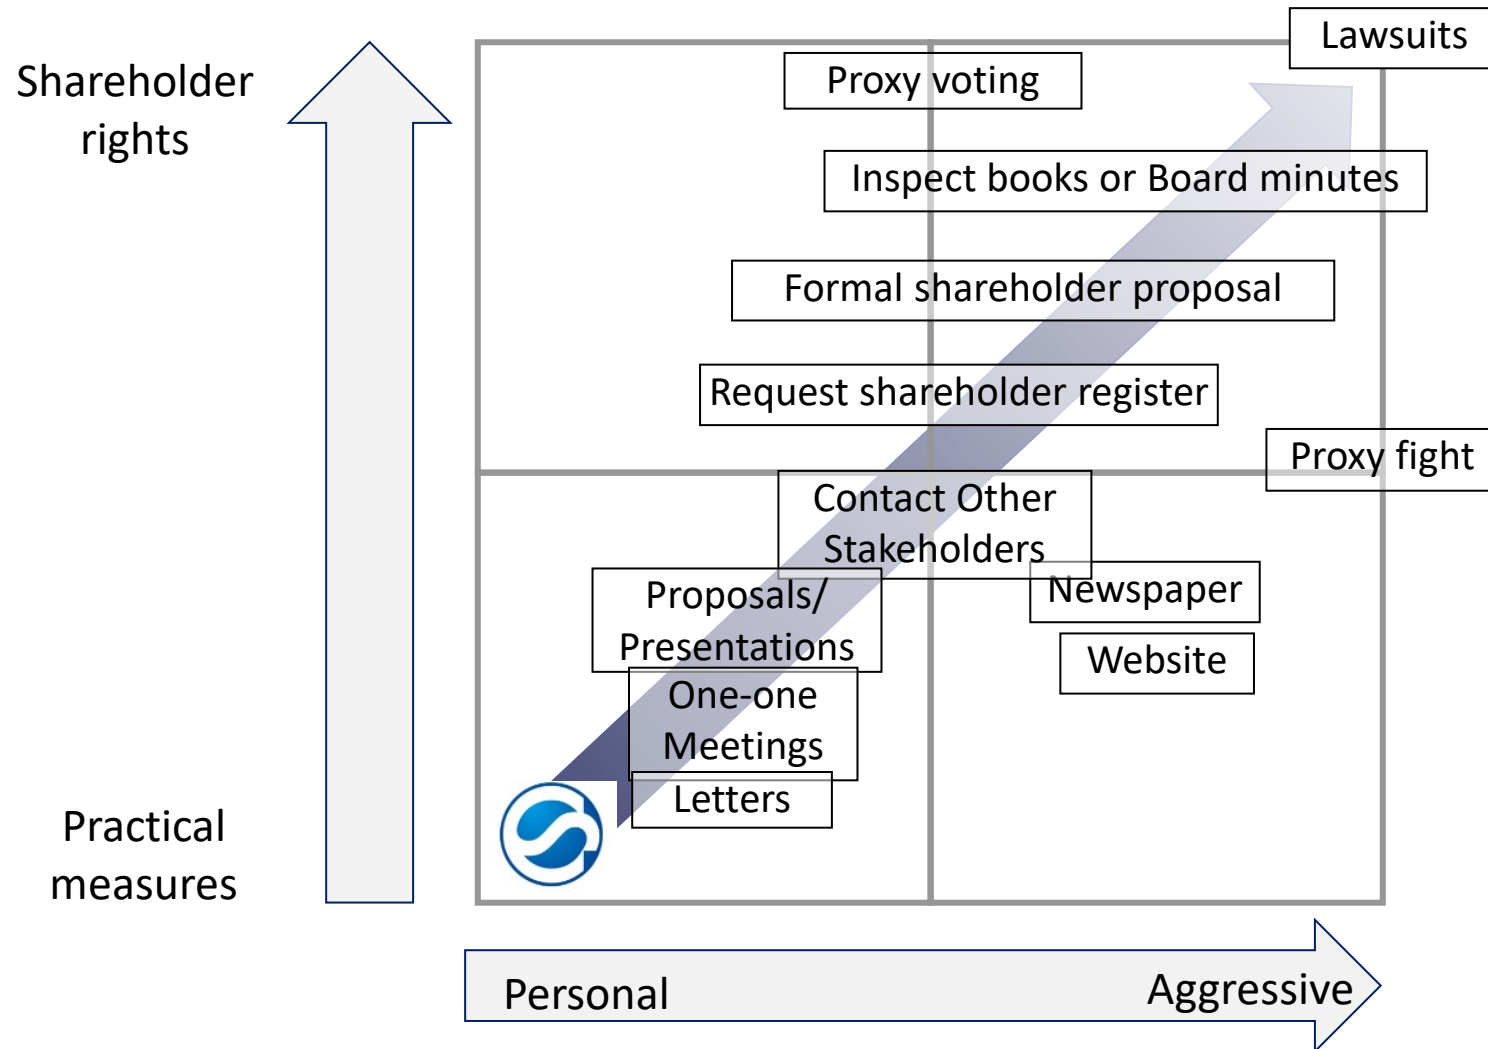 Lawsuits
Shareholder
rights
Proxy voting
Inspect books or Board minutes
Formal shareholder proposal
Request shareholder register
Proxy fight
Contact Other
Stakeholders
Proposals/
Presentations
Newspaper
Website
One-one
Meetings
Letters
Practical
measures
Personal
Aggressive